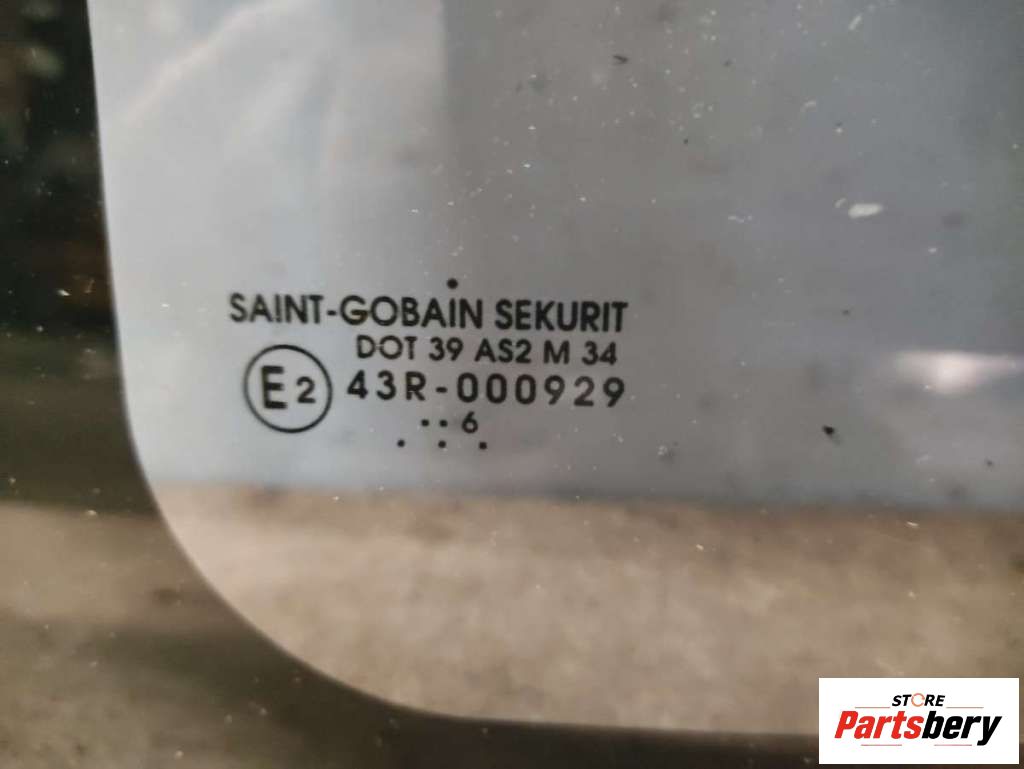 SAINT-GOBAIN SEKURIT
DOT 39 AS2 M 34
E2 43R-000929
·· 6
. . .
STORE
Partsbery